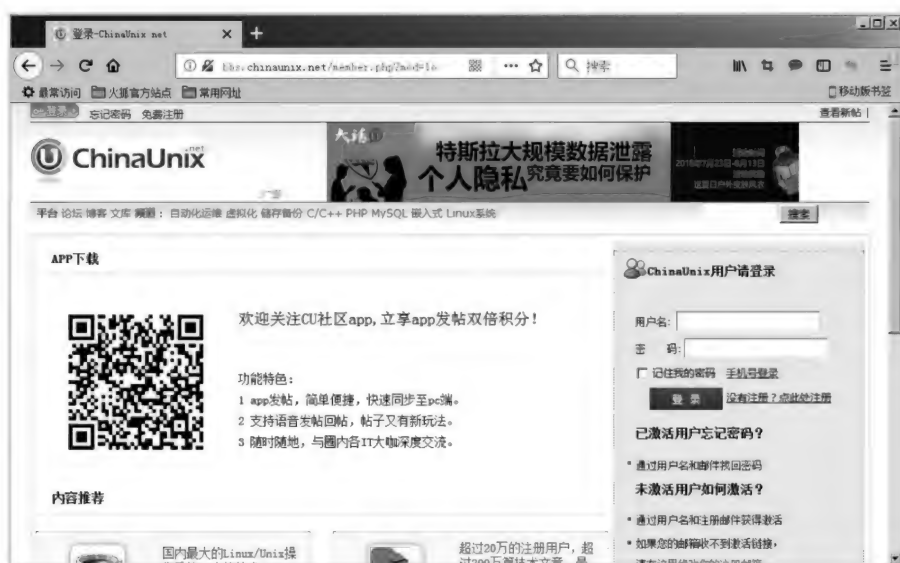 登录-ChinaUnix net
搜索
最常访问 火狐官方站点 常用网址
移动版书签
登录 忘记密码 免费注册
查看新帖
ChinaUnix.net
大话
特斯拉大规模数据泄露
个人隐私究竟要如何保护
平台 论坛 博客 文库 频道: 自动化运维 虚拟化 储存备份 C/C++ PHP MySQL 嵌入式 Linux系统
搜索
APP下载
欢迎关注CU社区app,立享app发帖双倍积分!
功能特色:
1 app发帖,简单便捷,快速同步至pc端。
2 支持语音发帖回帖,帖子又有新玩法。
3 随时随地,与圈内各IT大咖深度交流。
内容推荐
国内最大的Linux/Unix操
超过20万的注册用户,超
ChinaUnix用户请登录
用户名:
密 码:
记住我的密码 手机号登录
登 录 没有注册?点此处注册
已激活用户忘记密码?
通过用户名和邮件找回密码
未激活用户如何激活?
通过用户名和注册邮件获得激活
如果您的邮箱收不到激活链接,